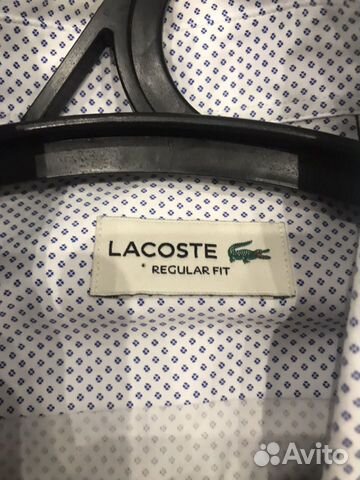 LACOSTE
* REGULAR FIT
Avito